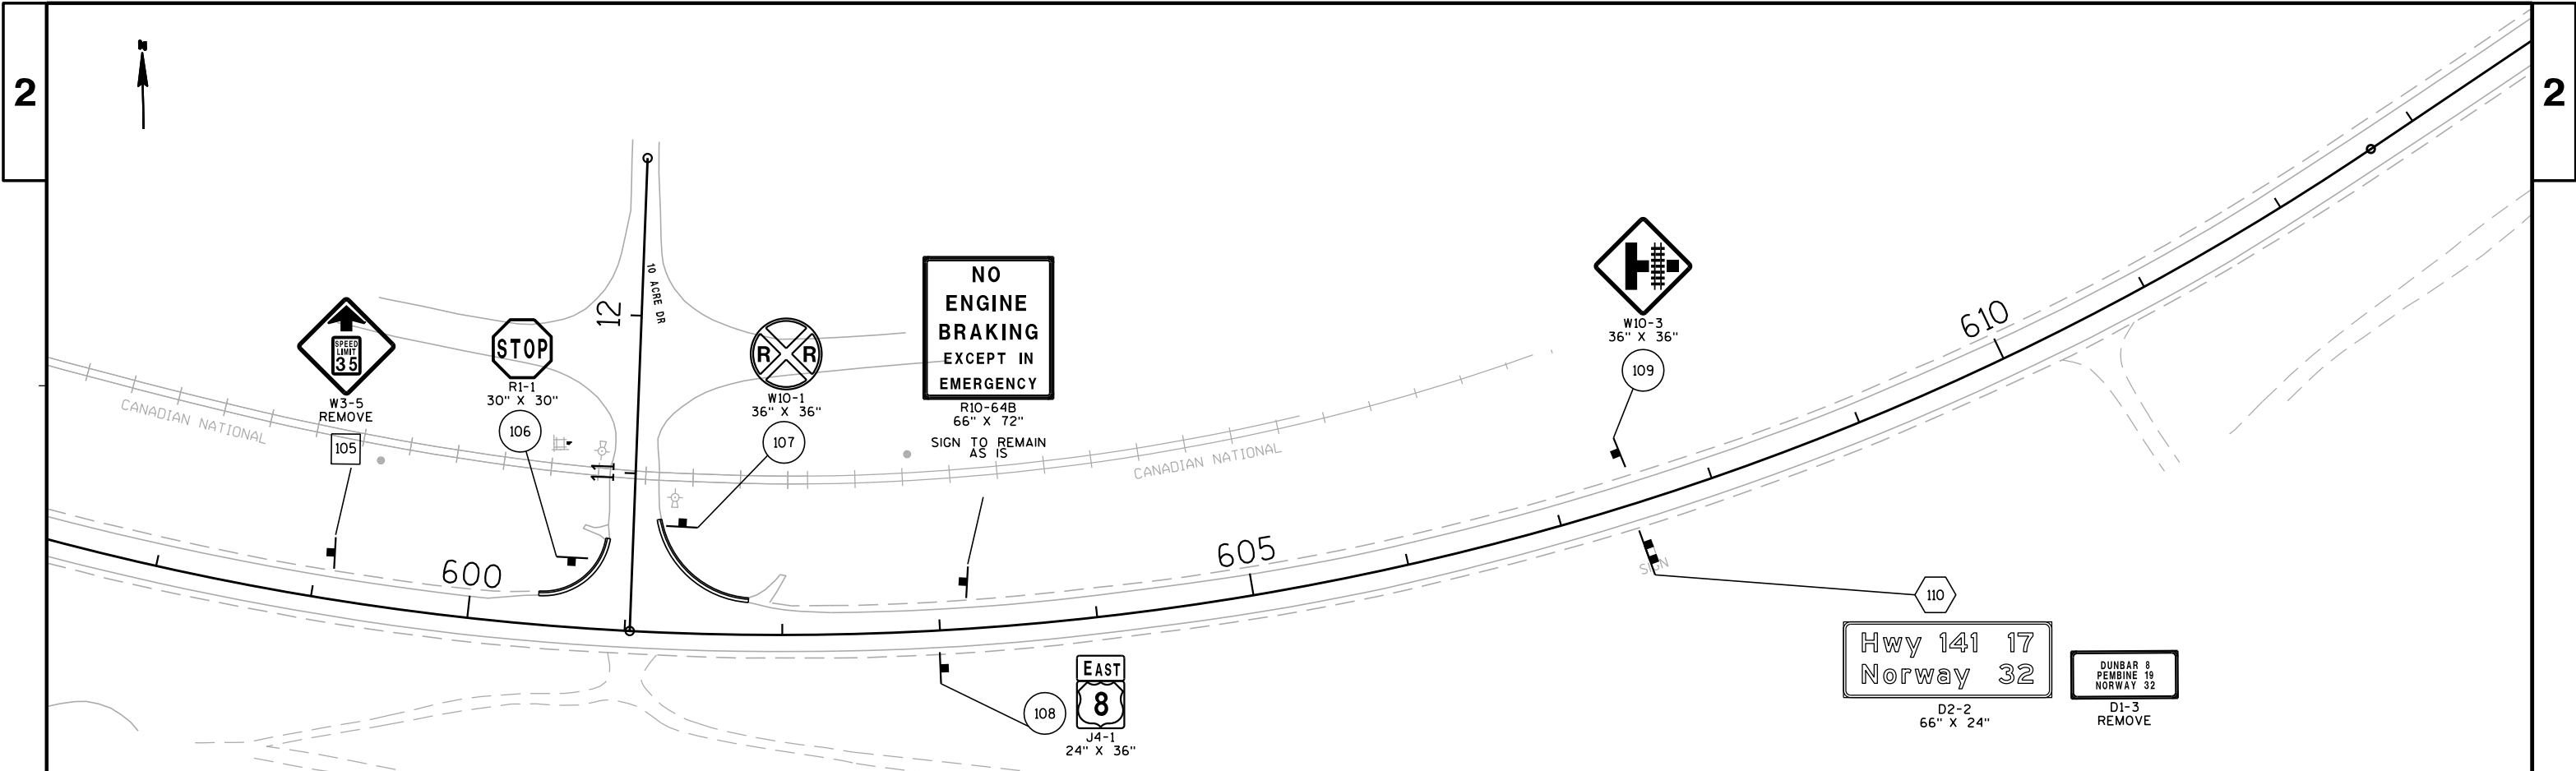 2
2
N
10 ACRE DR
12
11
SPEED
LIMIT
35
W3-5
REMOVE
105
STOP
R1-1
30" X 30"
106
R R
W10-1
36" X 36"
107
NO
ENGINE
BRAKING
EXCEPT IN
EMERGENCY
R10-64B
66" X 72"
SIGN TO REMAIN
AS IS
W10-3
36" X 36"
109
CANADIAN NATIONAL
CANADIAN NATIONAL
600
605
610
SIGN
110
Hwy 141 17
Norway 32
D2-2
66" X 24"
DUNBAR 8
PEMBINE 19
NORWAY 32
D1-3
REMOVE
108
EAST
8
J4-1
24" X 36"